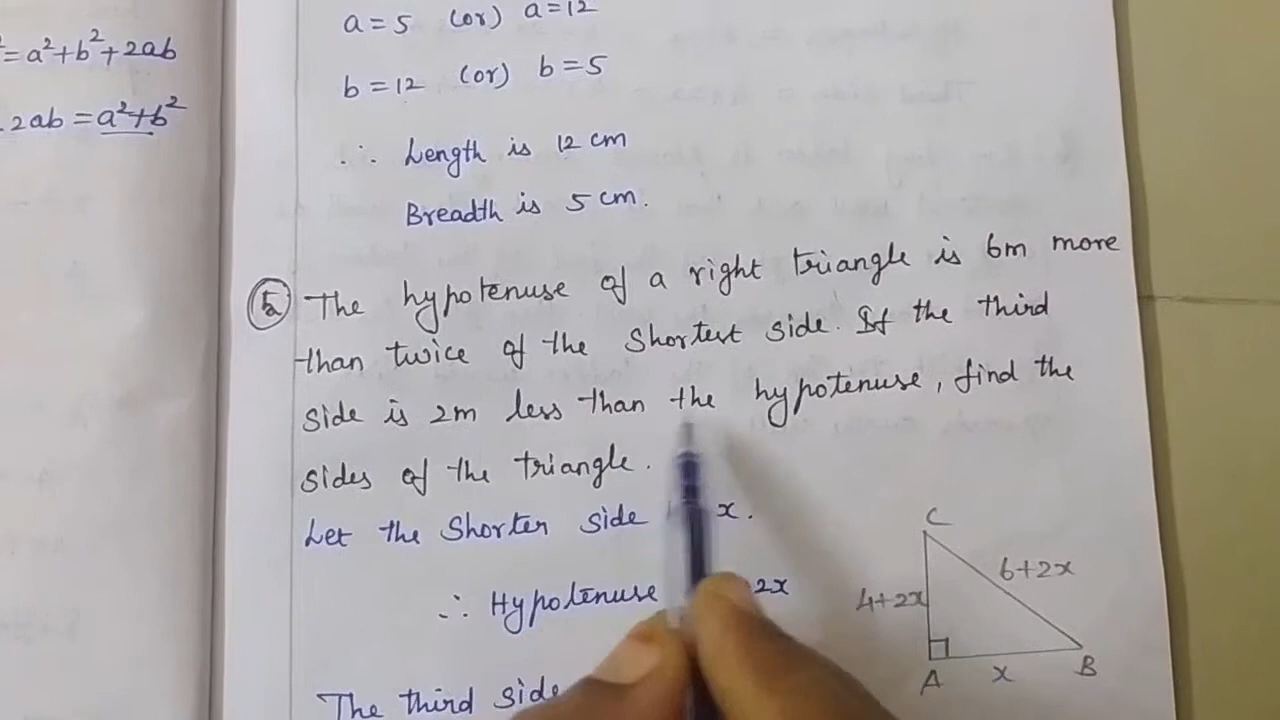 ²=a²+b²+2ab
2ab=a²+b²
a=5 (or) a=12
b=12 (or) b=5
∴ Length is 12 cm
Breadth is 5 cm.
5a The hypotenuse of a right triangle is 6m more
than twice of the shortest side. If the third
side is 2m less than the hypotenuse, find the
sides of the triangle.
Let the shorter side x.
∴ Hypotenuse 2x
The third side
C
6+2x
4+2x
A x B